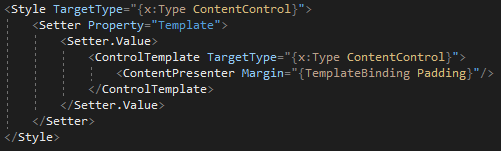 <Style TargetType="{x:Type ContentControl}">
<Setter Property="Template">
<Setter.Value>
<ControlTemplate TargetType="{x:Type ContentControl}">
<ContentPresenter Margin="{TemplateBinding Padding}"/>
</ControlTemplate>
</Setter.Value>
</Setter>
</Style>